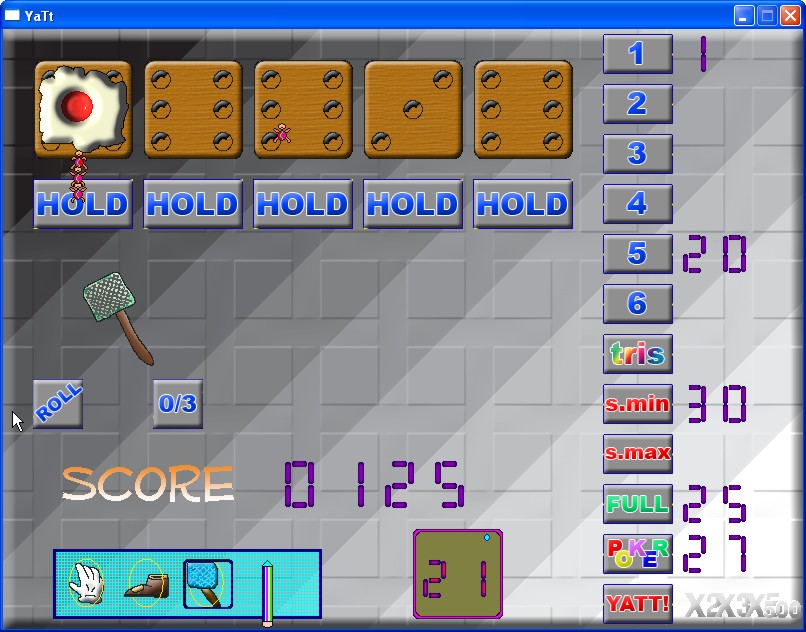 YaTt
1 1
2
3
HOLD HOLD HOLD HOLD HOLD 4
5 20
6
tris
ROLL 0/3 s.min 30
s.max
SCORE 0125 FULL 25
POKER 27
21
YATT! X2X3X5